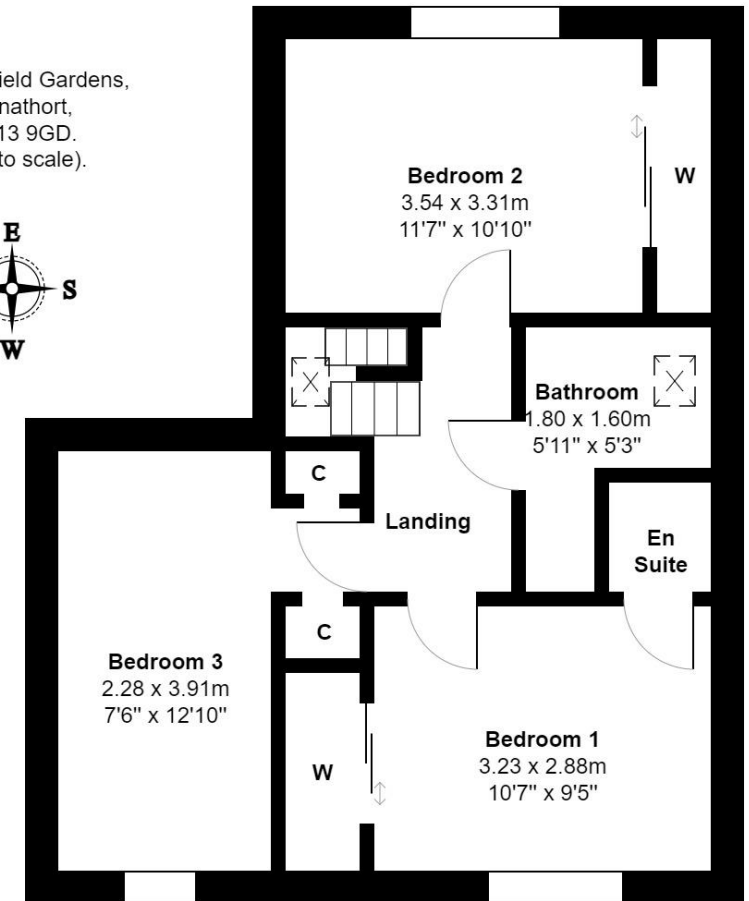 ield Gardens,
nathort,
13 9GD.
to scale).
E
S
W
Bedroom 2
3.54 x 3.31m
11'7" x 10'10"
W
Bathroom
1.80 x 1.60m
5'11" x 5'3"
C
Landing
En
Suite
C
Bedroom 3
2.28 x 3.91m
7'6" x 12'10"
W
Bedroom 1
3.23 x 2.88m
10'7" x 9'5"